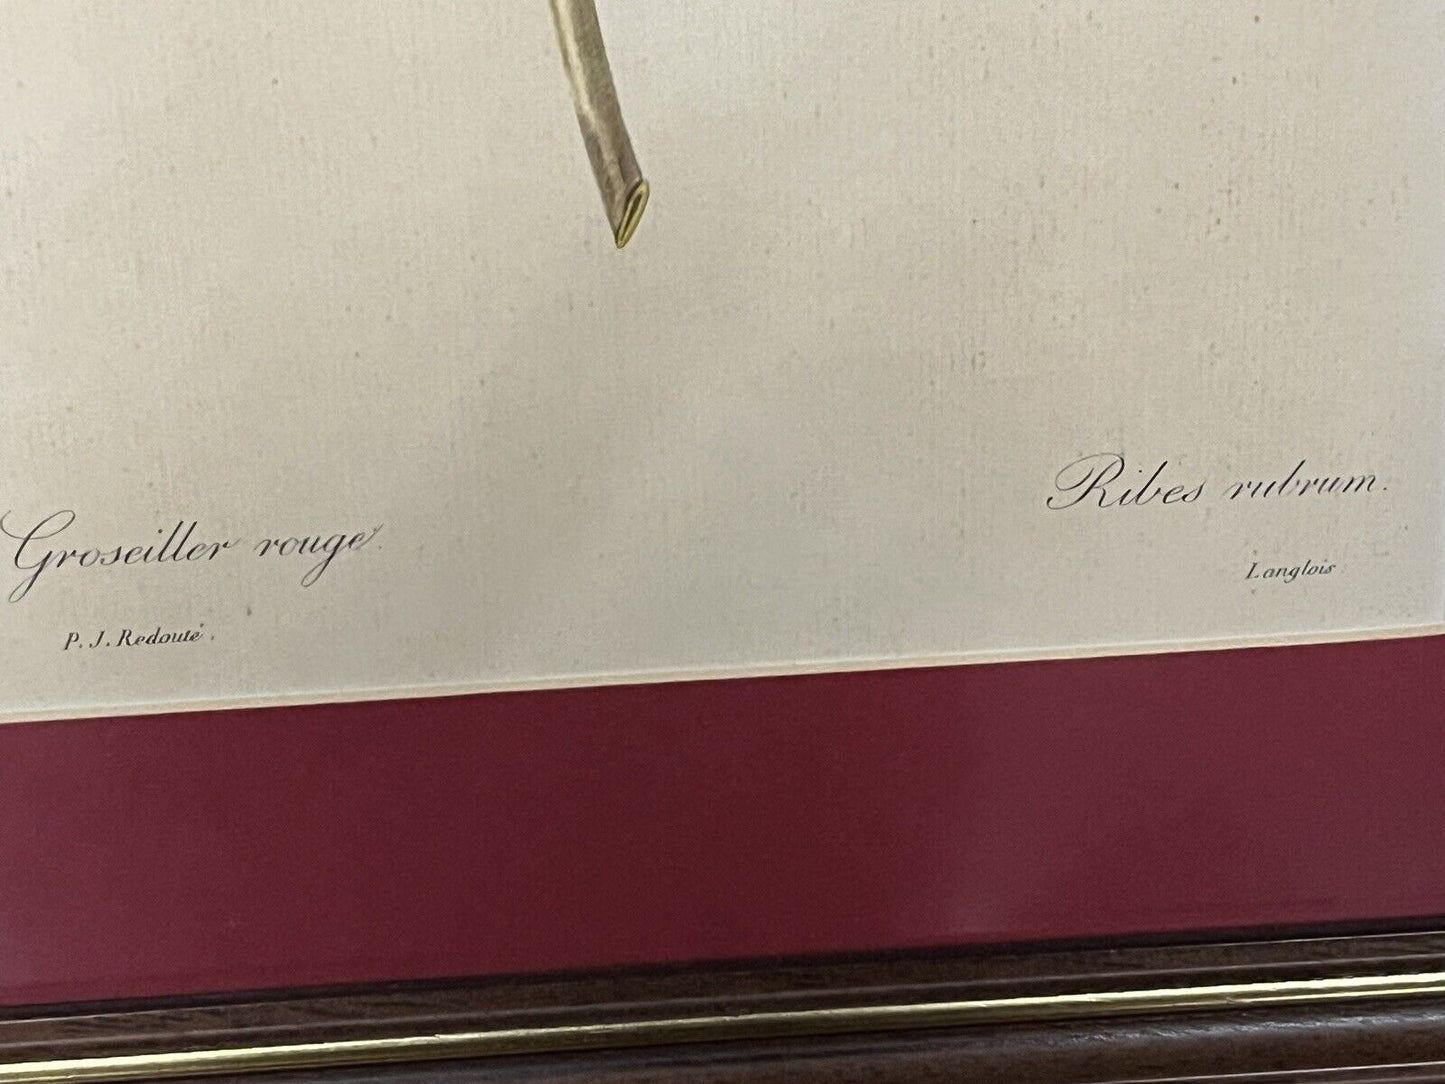 Groseiller rouge.
Ribes rubrum.
P. J. Redouté.
Langlois.